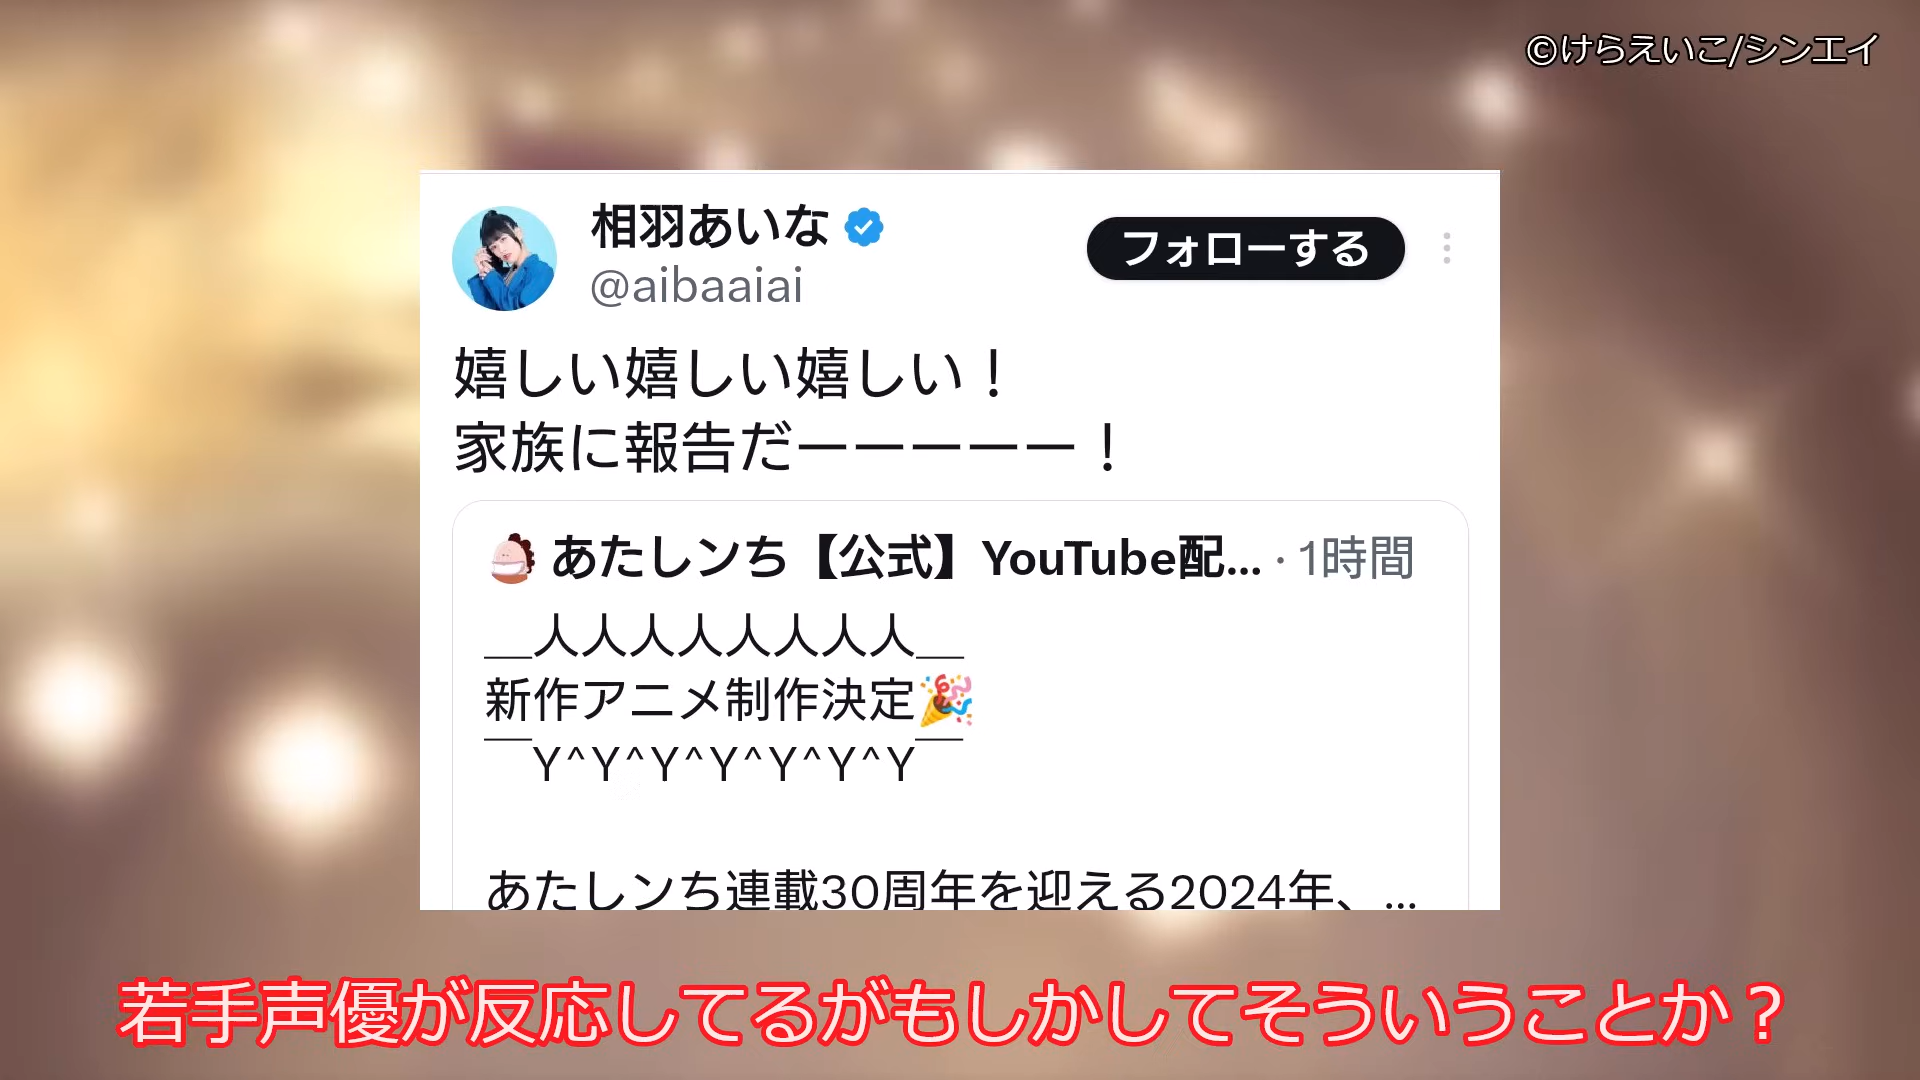 ©けらえいこ/シンエイ
相羽あいな
@aibaaiai
フォローする
嬉しい嬉しい嬉しい！
家族に報告だーーーーー！
あたしンち【公式】YouTube配... · 1時間
＿人人人人人人人人＿
新作アニメ制作決定🎉
￣Y^Y^Y^Y^Y^Y^Y￣
あたしンち連載30周年を迎える2024年、...
若手声優が反応してるがもしかしてそういうことか？